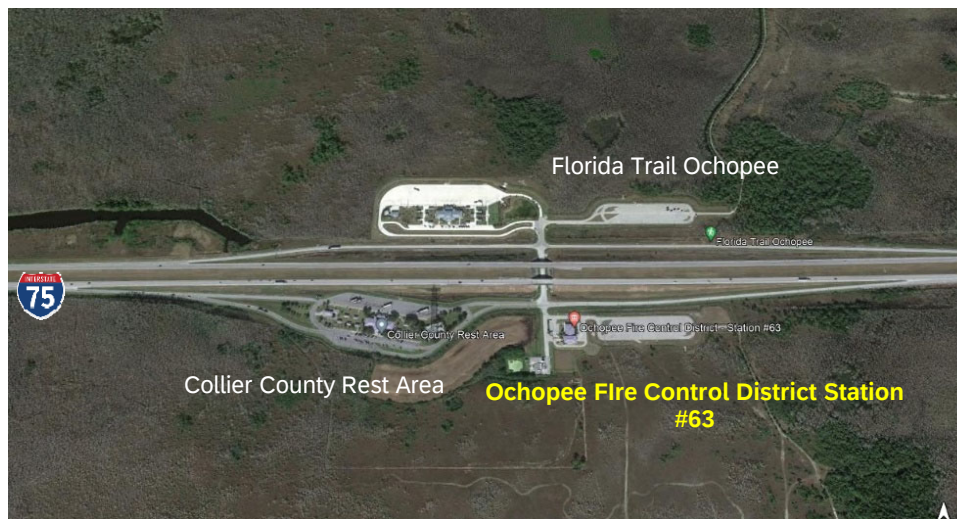 Florida Trail Ochopee
Florida Trail Ochopee
INTERSTATE
75
Collier County Rest Area
Ochopee Fire Control District - Station #63
Collier County Rest Area
Ochopee FIre Control District Station
#63